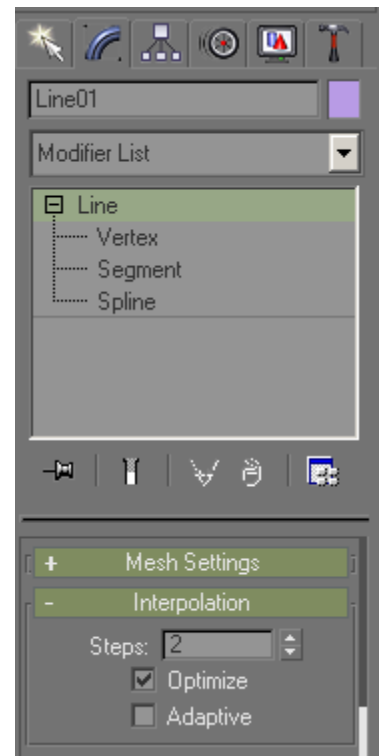 Line01
Modifier List
Line
Vertex
Segment
Spline
+ Mesh Settings
- Interpolation
Steps: 2
Optimize
Adaptive